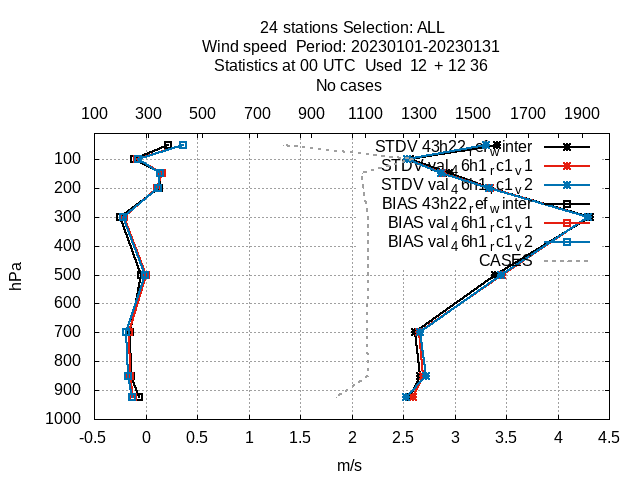 24 stations Selection: ALL
Wind speed  Period: 20230101-20230131
Statistics at 00 UTC  Used  12  + 12 36
No cases
100 300 500 700 900 1100 1300 1500 1700 1900
STDV 43h22_ref_winter
STDV val_46h1_rc1_v1
STDV val_46h1_rc1_v2
BIAS 43h22_ref_winter
BIAS val_46h1_rc1_v1
BIAS val_46h1_rc1_v2
CASES
100
200
300
400
500
600
700
800
900
1000
hPa
-0.5 0 0.5 1 1.5 2 2.5 3 3.5 4 4.5
m/s